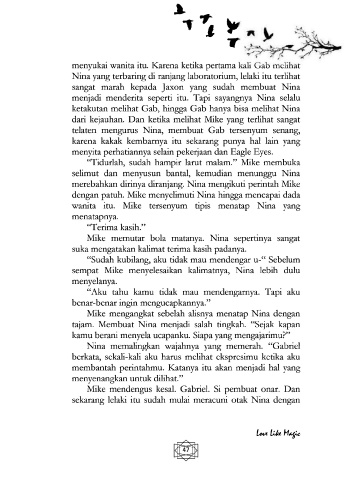 menyukai wanita itu. Karena ketika pertama kali Gab melihat
Nina yang terbaring di ranjang laboratorium, lelaki itu terlihat
sangat marah kepada Jaxon yang sudah membuat Nina
menjadi menderita seperti itu. Tapi sayangnya Nina selalu
ketakutan melihat Gab, hingga Gab hanya bisa melihat Nina
dari kejauhan. Dan ketika melihat Mike yang terlihat sangat
telaten mengurus Nina, membuat Gab tersenyum senang,
karena kakak kembarnya itu sekarang punya hal lain yang
menyita perhatiannya selain pekerjaan dan Eagle Eyes.
“Tidurlah, sudah hampir larut malam.” Mike membuka
selimut dan menyusun bantal, kemudian menunggu Nina
merebahkan dirinya diranjang. Nina mengikuti perintah Mike
dengan patuh. Mike menyelimuti Nina hingga mencapai dada
wanita itu. Mike tersenyum tipis menatap Nina yang
menatapnya.
“Terima kasih.”
Mike memutar bola matanya. Nina sepertinya sangat
suka mengatakan kalimat terima kasih padanya.
“Sudah kubilang, aku tidak mau mendengar u-“ Sebelum
sempat Mike menyelesaikan kalimatnya, Nina lebih dulu
menyelanya.
“Aku tahu kamu tidak mau mendengarnya. Tapi aku
benar-benar ingin mengucapkannya.”
Mike mengangkat sebelah alisnya menatap Nina dengan
tajam. Membuat Nina menjadi salah tingkah. “Sejak kapan
kamu berani menyela ucapanku. Siapa yang mengajarimu?”
Nina memalingkan wajahnya yang memerah. “Gabriel
berkata, sekali-kali aku harus melihat ekspresimu ketika aku
membantah perintahmu. Katanya itu akan menjadi hal yang
menyenangkan untuk dilihat.”
Mike mendengus kesal. Gabriel. Si pembuat onar. Dan
sekarang lelaki itu sudah mulai meracuni otak Nina dengan
Love Like Magic
47